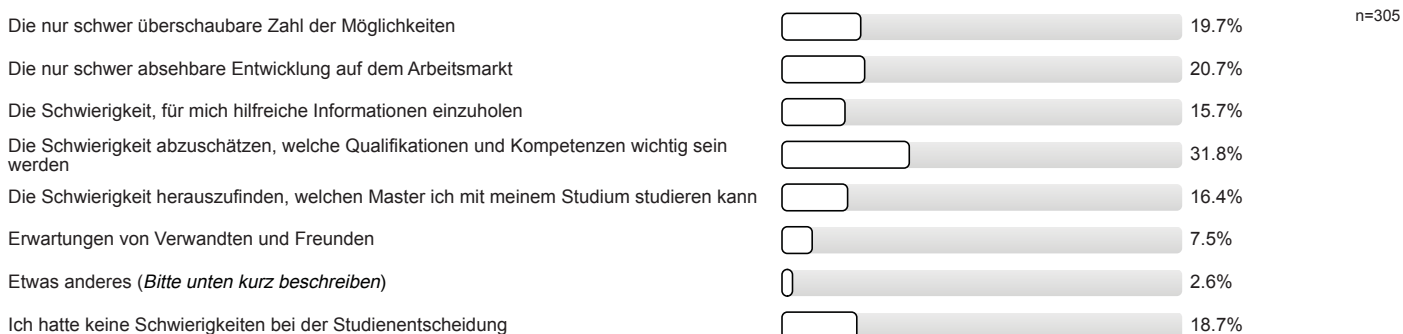 Die nur schwer überschaubare Zahl der Möglichkeiten 19.7% n=305
Die nur schwer absehbare Entwicklung auf dem Arbeitsmarkt 20.7%
Die Schwierigkeit, für mich hilfreiche Informationen einzuholen 15.7%
Die Schwierigkeit abzuschätzen, welche Qualifikationen und Kompetenzen wichtig sein
werden 31.8%
Die Schwierigkeit herauszufinden, welchen Master ich mit meinem Studium studieren kann 16.4%
Erwartungen von Verwandten und Freunden 7.5%
Etwas anderes (Bitte unten kurz beschreiben) 2.6%
Ich hatte keine Schwierigkeiten bei der Studienentscheidung 18.7%